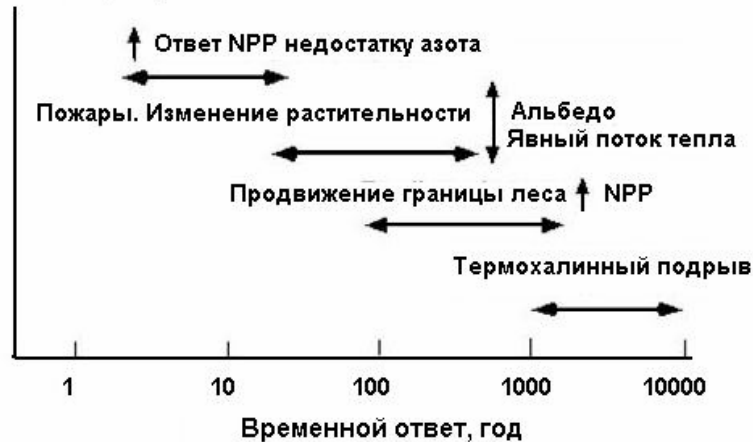 Ответ NPP недостатку азота
Пожары. Изменение растительности
Альбедо
Явный поток тепла
Продвижение границы леса NPP
Термохалинный подрыв
1 10 100 1000 10000
Временной ответ, год